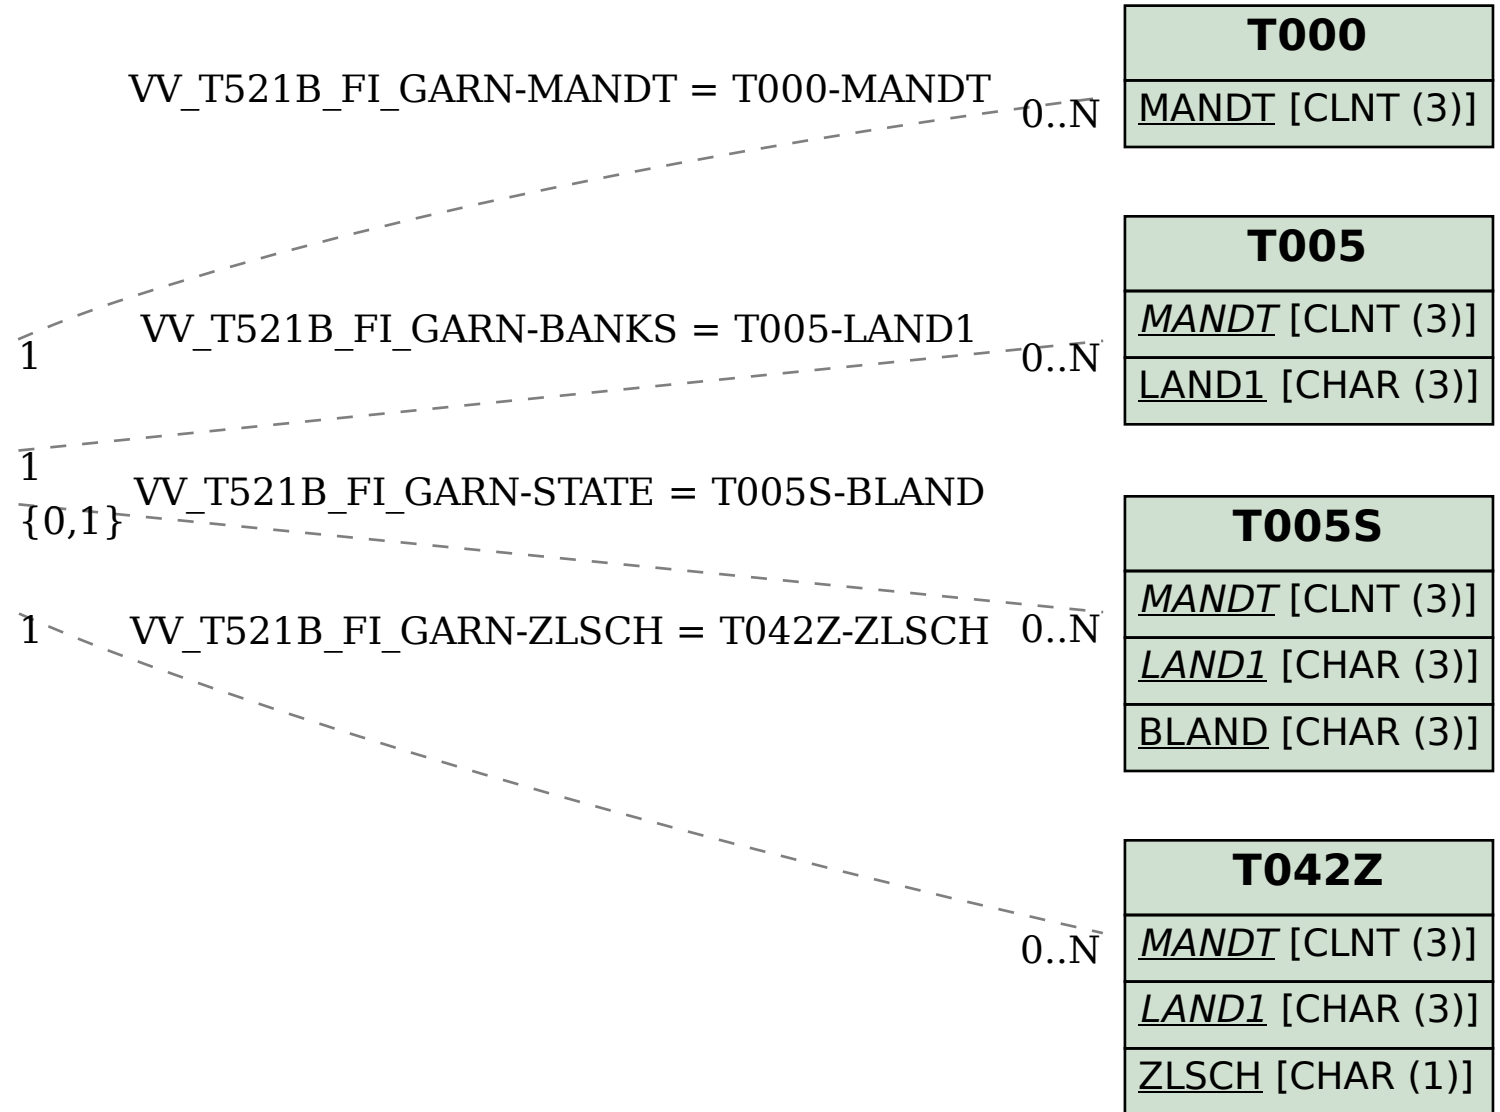 T000
VV_T521B_FI_GARN-MANDT = T000-MANDT
0..N
MANDT [CLNT (3)]
1
T005
VV_T521B_FI_GARN-BANKS = T005-LAND1
0..N
MANDT [CLNT (3)]
LAND1 [CHAR (3)]
1
VV_T521B_FI_GARN-STATE = T005S-BLAND
{0,1}
T005S
MANDT [CLNT (3)]
LAND1 [CHAR (3)]
BLAND [CHAR (3)]
0..N
1
VV_T521B_FI_GARN-ZLSCH = T042Z-ZLSCH
T042Z
0..N
MANDT [CLNT (3)]
LAND1 [CHAR (3)]
ZLSCH [CHAR (1)]